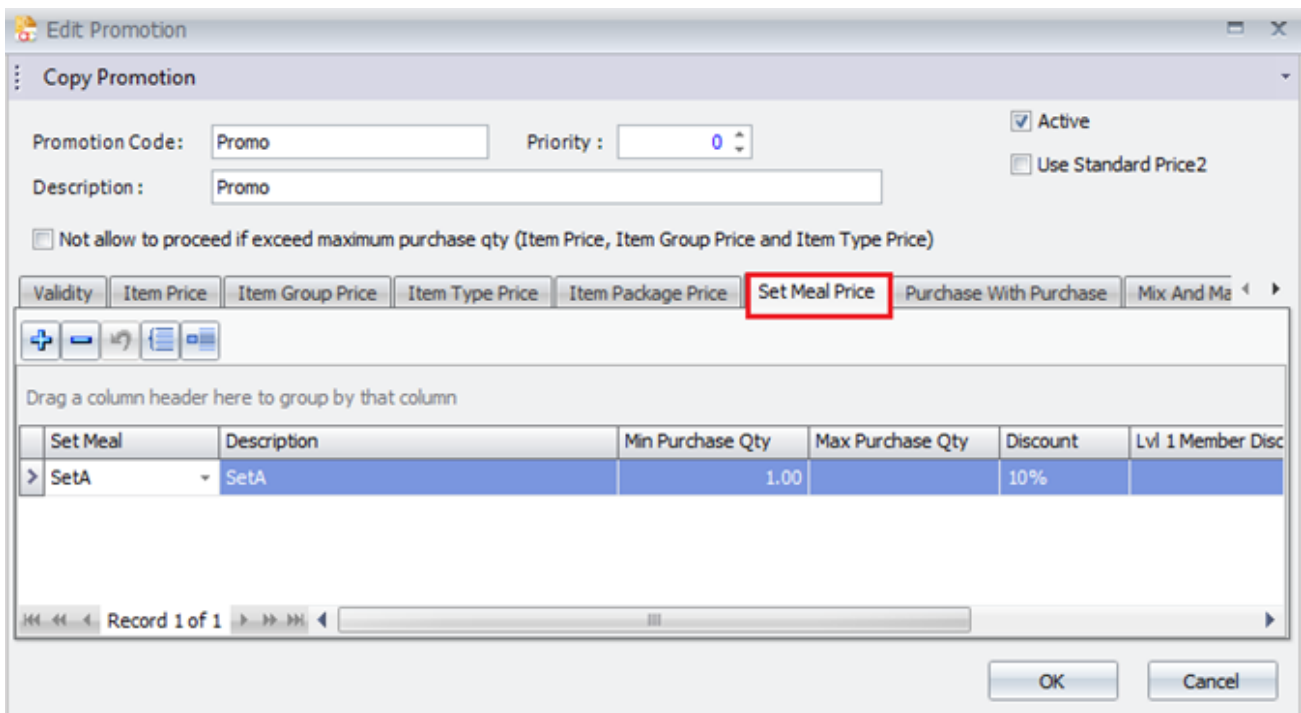 Edit Promotion
Copy Promotion
Promotion Code: Promo Priority : 0 Active
Use Standard Price2
Description : Promo
Not allow to proceed if exceed maximum purchase qty (Item Price, Item Group Price and Item Type Price)
Validity Item Price Item Group Price Item Type Price Item Package Price Set Meal Price Purchase With Purchase Mix And Ma
Drag a column header here to group by that column
Set Meal Description Min Purchase Qty Max Purchase Qty Discount Lvl 1 Member Disc
SetA SetA 1.00 10%
Record 1 of 1
OK Cancel